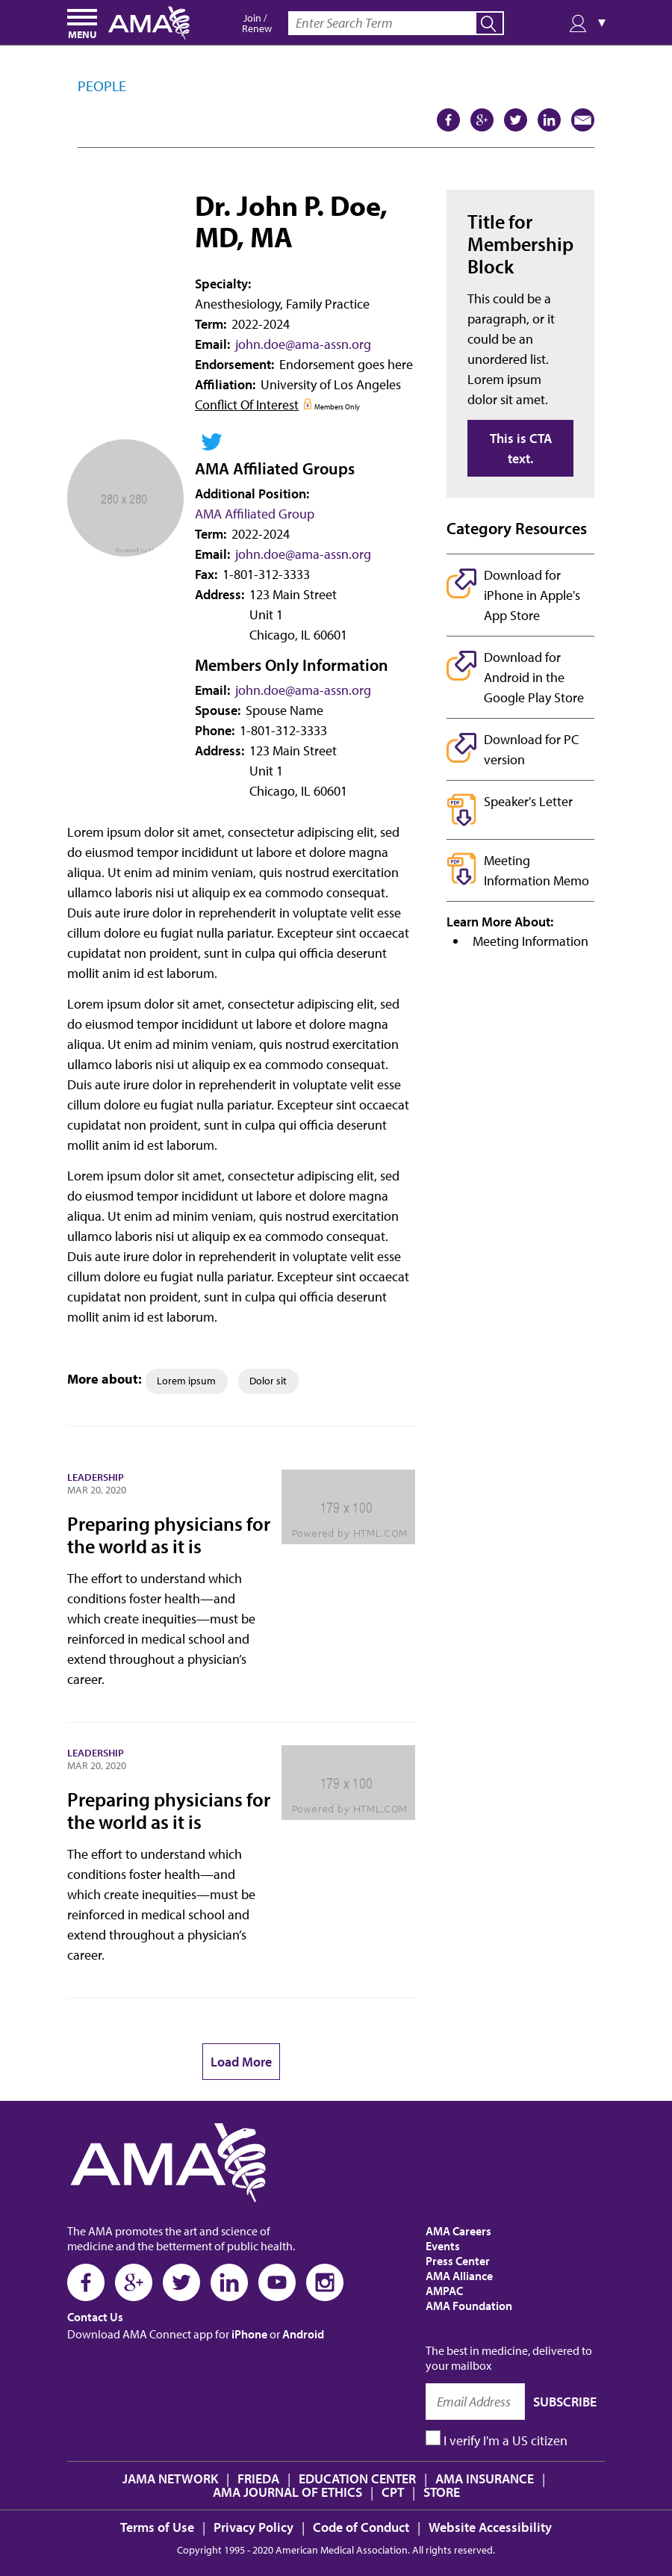 MENU
AMA
Join / Renew
Enter Search Term
▼
PEOPLE
Dr. John P. Doe,
MD, MA
Specialty:
Anesthesiology, Family Practice
Term: 2022-2024
Email: john.doe@ama-assn.org
Endorsement: Endorsement goes here
Affiliation: University of Los Angeles
Conflict Of Interest Members Only
280 x 280
AMA Affiliated Groups
Additional Position:
AMA Affiliated Group
Term: 2022-2024
Email: john.doe@ama-assn.org
Fax: 1-801-312-3333
Address: 123 Main Street
Unit 1
Chicago, IL 60601
Members Only Information
Email: john.doe@ama-assn.org
Spouse: Spouse Name
Phone: 1-801-312-3333
Address: 123 Main Street
Unit 1
Chicago, IL 60601
Lorem ipsum dolor sit amet, consectetur adipiscing elit, sed
do eiusmod tempor incididunt ut labore et dolore magna
aliqua. Ut enim ad minim veniam, quis nostrud exercitation
ullamco laboris nisi ut aliquip ex ea commodo consequat.
Duis aute irure dolor in reprehenderit in voluptate velit esse
cillum dolore eu fugiat nulla pariatur. Excepteur sint occaecat
cupidatat non proident, sunt in culpa qui officia deserunt
mollit anim id est laborum.
Lorem ipsum dolor sit amet, consectetur adipiscing elit, sed
do eiusmod tempor incididunt ut labore et dolore magna
aliqua. Ut enim ad minim veniam, quis nostrud exercitation
ullamco laboris nisi ut aliquip ex ea commodo consequat.
Duis aute irure dolor in reprehenderit in voluptate velit esse
cillum dolore eu fugiat nulla pariatur. Excepteur sint occaecat
cupidatat non proident, sunt in culpa qui officia deserunt
mollit anim id est laborum.
Lorem ipsum dolor sit amet, consectetur adipiscing elit, sed
do eiusmod tempor incididunt ut labore et dolore magna
aliqua. Ut enim ad minim veniam, quis nostrud exercitation
ullamco laboris nisi ut aliquip ex ea commodo consequat.
Duis aute irure dolor in reprehenderit in voluptate velit esse
cillum dolore eu fugiat nulla pariatur. Excepteur sint occaecat
cupidatat non proident, sunt in culpa qui officia deserunt
mollit anim id est laborum.
More about: Lorem ipsum Dolor sit
Title for
Membership
Block
This could be a
paragraph, or it
could be an
unordered list.
Lorem ipsum
dolor sit amet.
This is CTA
text.
Category Resources
Download for
iPhone in Apple's
App Store
Download for
Android in the
Google Play Store
Download for PC
version
PDF Speaker's Letter
PDF Meeting
Information Memo
Learn More About:
• Meeting Information
LEADERSHIP
MAR 20, 2020
Preparing physicians for
the world as it is
The effort to understand which
conditions foster health—and
which create inequities—must be
reinforced in medical school and
extend throughout a physician's
career.
179 x 100
Powered by HTML.COM
LEADERSHIP
MAR 20, 2020
Preparing physicians for
the world as it is
The effort to understand which
conditions foster health—and
which create inequities—must be
reinforced in medical school and
extend throughout a physician's
career.
179 x 100
Powered by HTML.COM
Load More
AMA
The AMA promotes the art and science of
medicine and the betterment of public health.
Contact Us
Download AMA Connect app for iPhone or Android
AMA Careers
Events
Press Center
AMA Alliance
AMPAC
AMA Foundation
The best in medicine, delivered to
your mailbox
Email Address SUBSCRIBE
I verify I'm a US citizen
JAMA NETWORK | FRIEDA | EDUCATION CENTER | AMA INSURANCE |
AMA JOURNAL OF ETHICS | CPT | STORE
Terms of Use | Privacy Policy | Code of Conduct | Website Accessibility
Copyright 1995 - 2020 American Medical Association. All rights reserved.